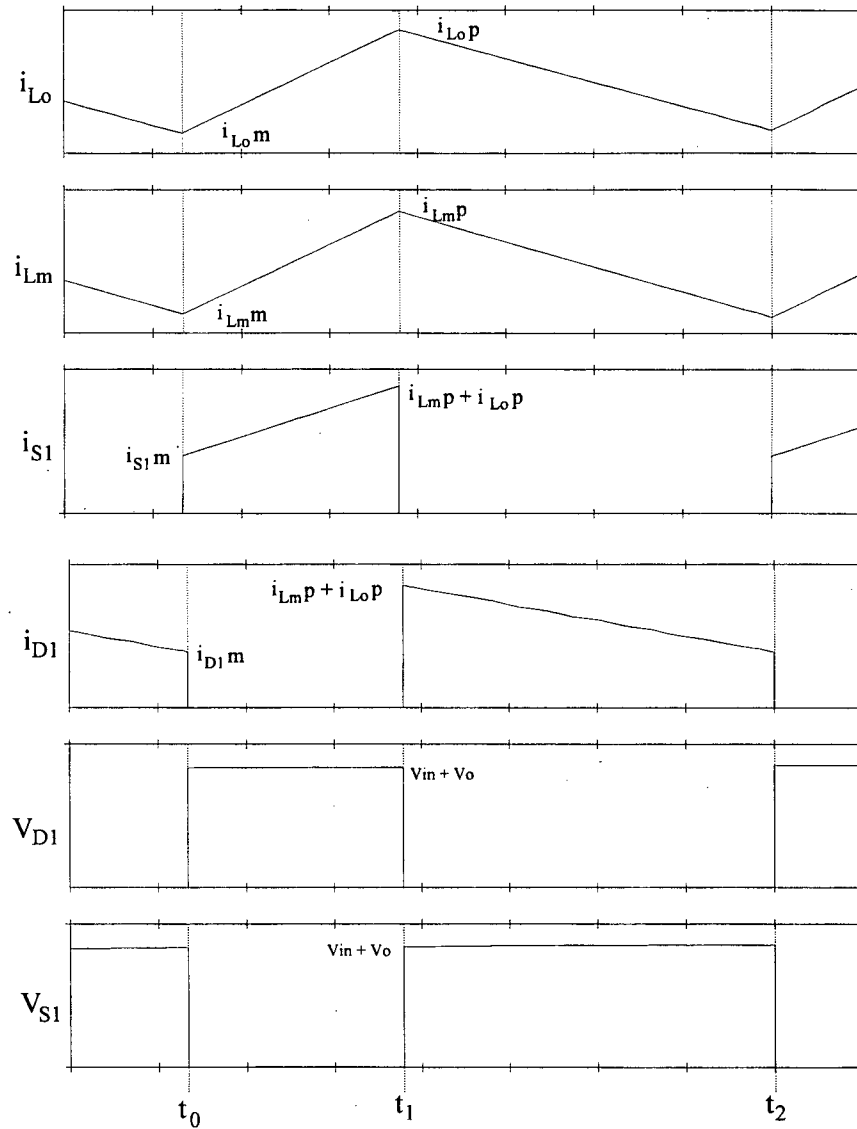 i_Lo p
i_Lo
i_Lo m
i_Lm p
i_Lm
i_Lm m
i_Lm p + i_Lo p
i_S1 m
i_S1
i_Lm p + i_Lo p
i_D1
i_D1 m
Vin + Vo
V_D1
Vin + Vo
V_S1
t_0
t_1
t_2